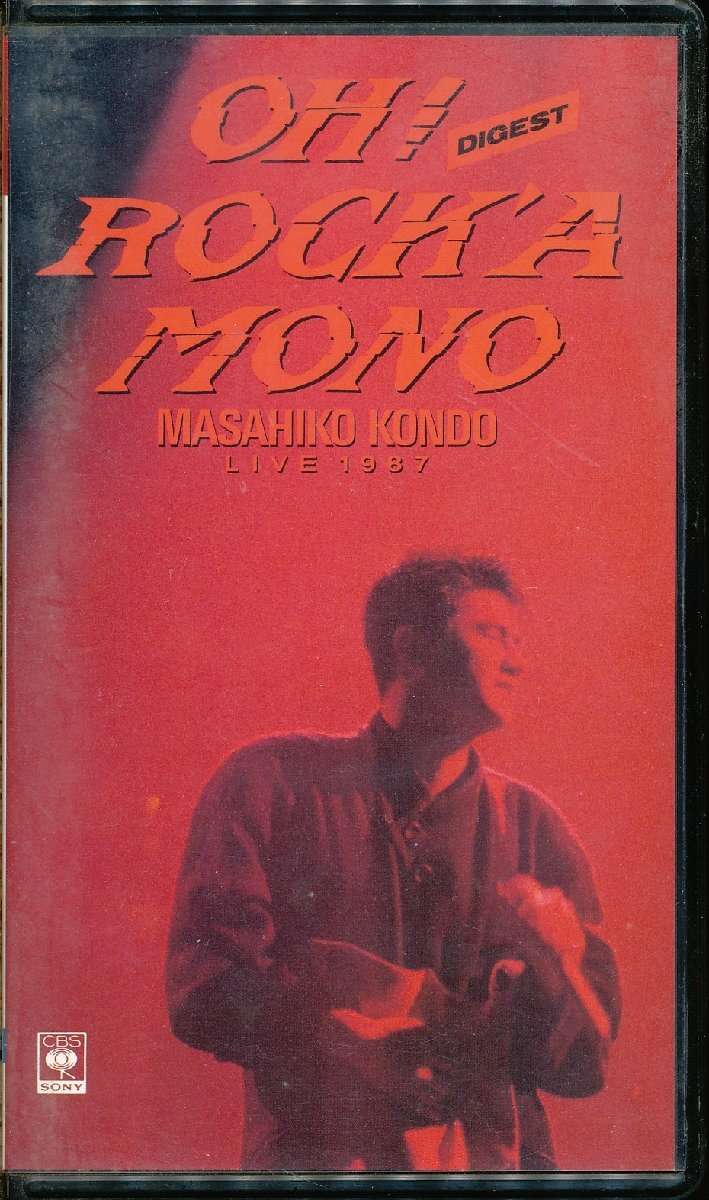 OH!
DIGEST
ROCK'A
MONO
MASAHIKO KONDO
LIVE 1987
CBS
SONY